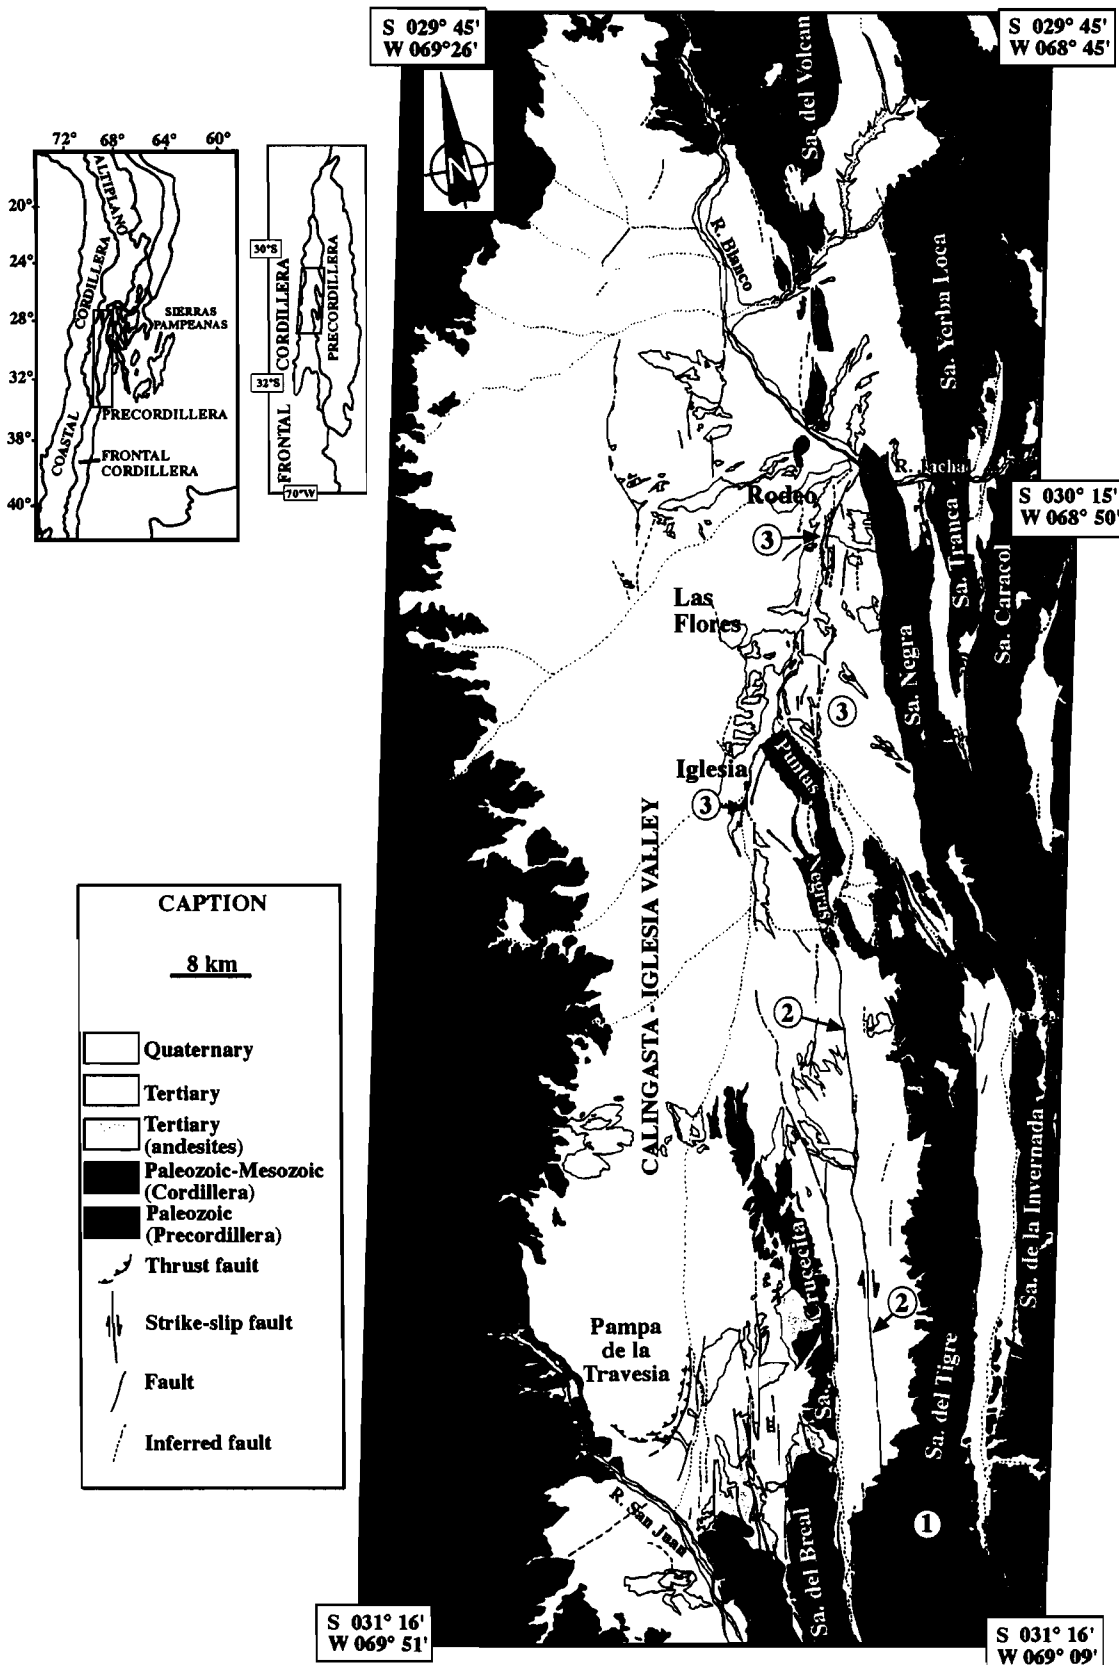 S 029° 45'
W 069°26'
S 029° 45'
W 068° 45'
72° 68° 64° 60°
20°
24°
28°
32°
38°
40°
ALTIPLANO
CORDILLERA
COASTAL
SIERRAS
PAMPEANAS
PRECORDILLERA
FRONTAL
CORDILLERA
30°S
32°S
70°W
FRONTAL CORDILLERA
PRECORDILLERA
N
Sa. del Volcan
R. Blanco
Sa. Yerba Loca
R. Jachal
Rodeo
S 030° 15'
W 068° 50'
3
Sa. Tranca
Sa. Caracol
Las
Flores
Sa. Negra
3
Puntas
Negras
Iglesia
3
CALINGASTA - IGLESIA VALLEY
2
Sa. de la Invernada
Sa. Crucecita
2
Pampa
de la
Travesia
Sa. del Tigre
1
R. San Juan
Sa. del Breal
CAPTION
8 km
Quaternary
Tertiary
Tertiary
(andesites)
Paleozoic-Mesozoic
(Cordillera)
Paleozoic
(Precordillera)
Thrust fauit
Strike-slip fault
Fault
Inferred fault
S 031° 16'
W 069° 51'
S 031° 16'
W 069° 09'